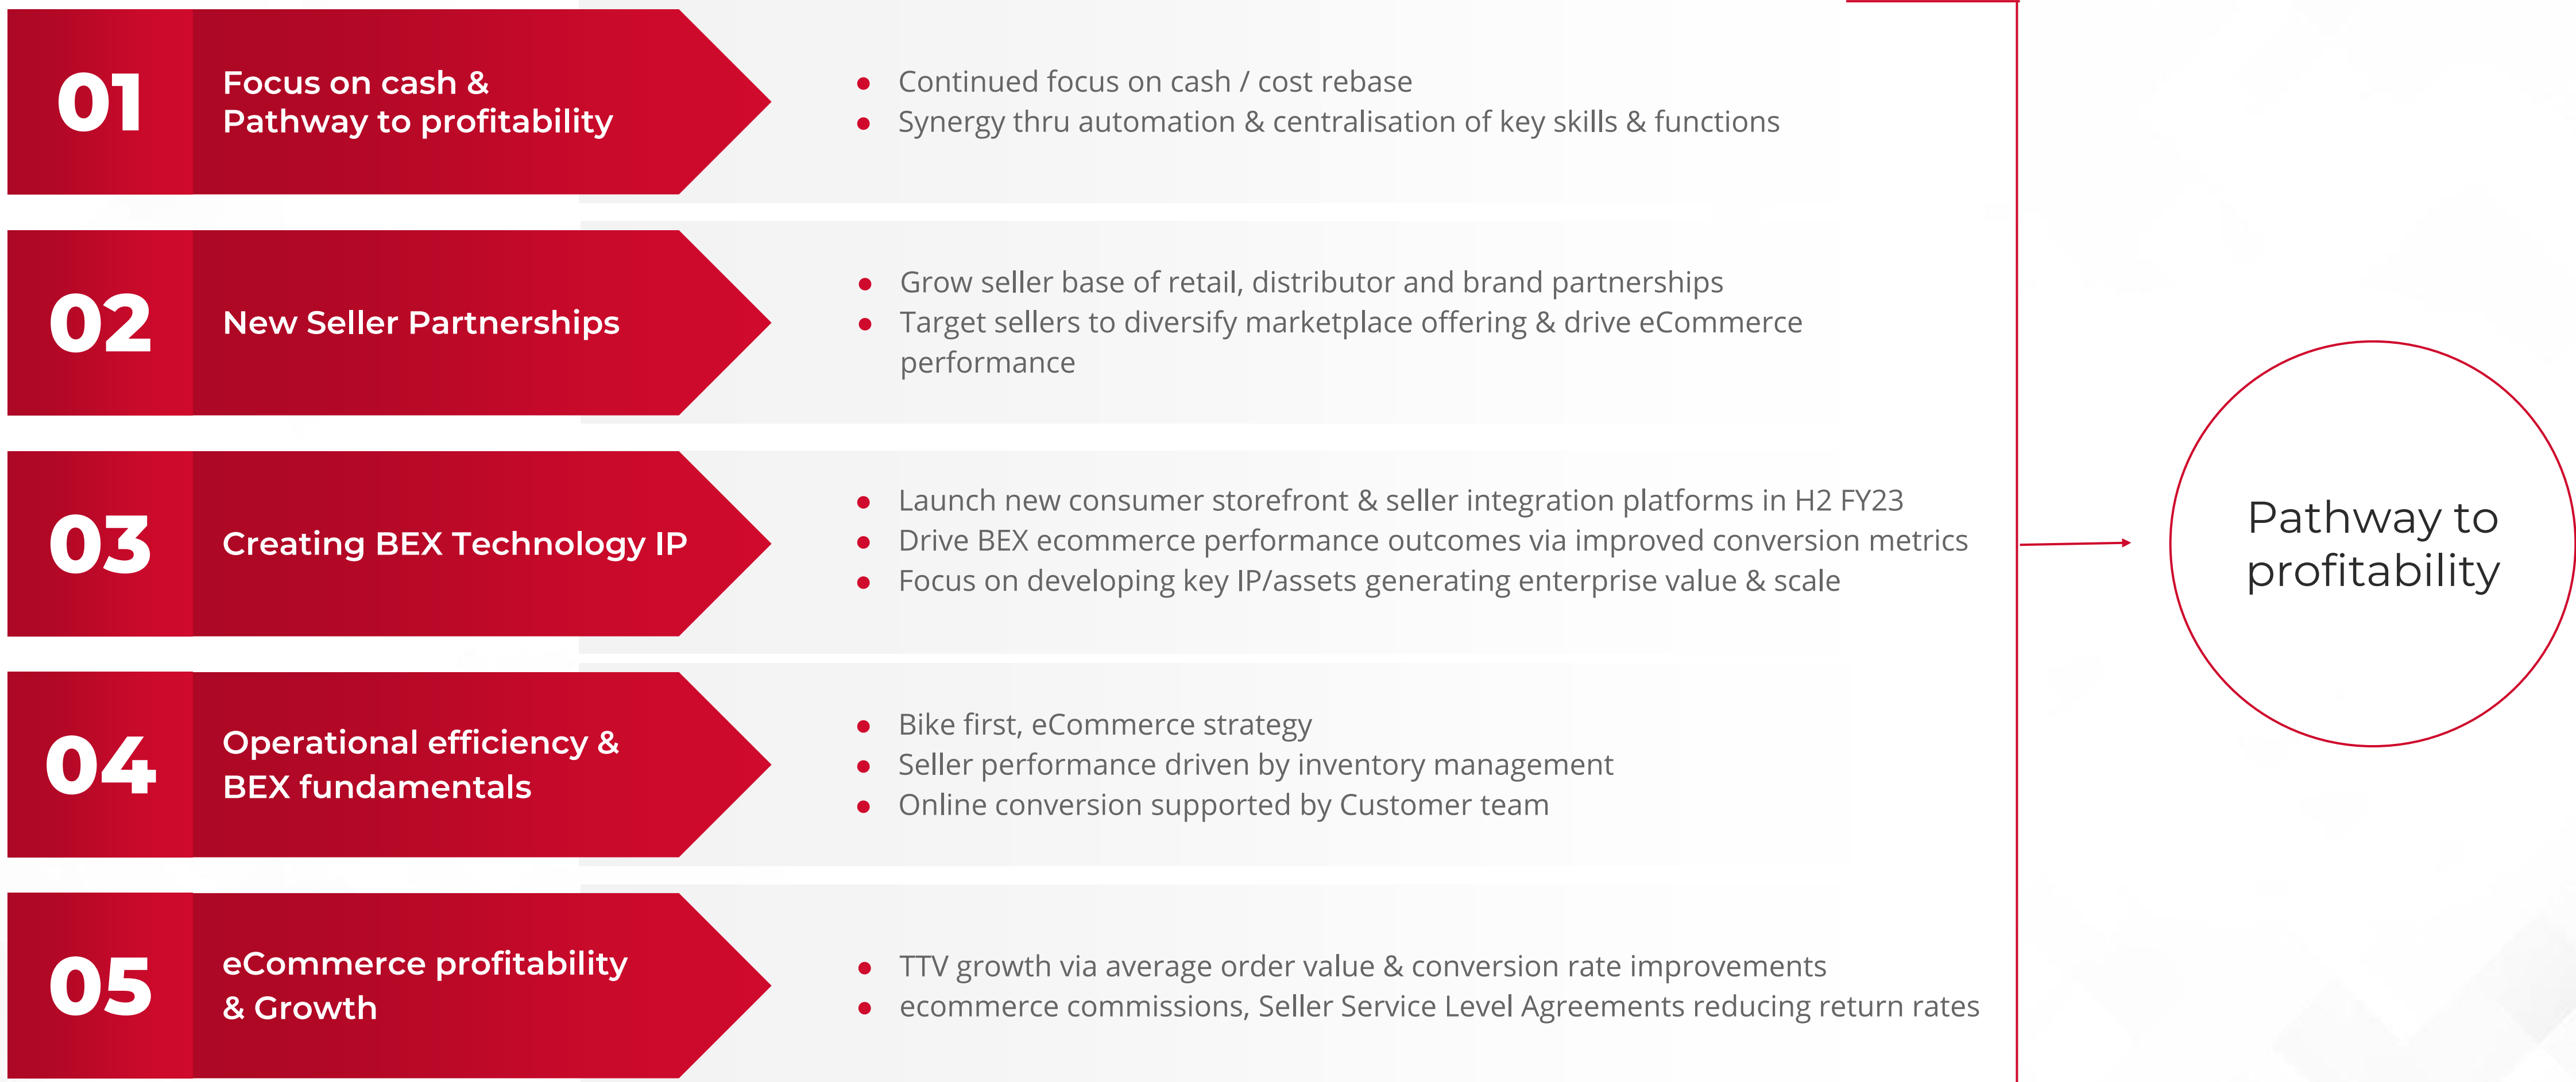 01
Focus on cash &
Pathway to profitability
● Continued focus on cash / cost rebase
● Synergy thru automation & centralisation of key skills & functions
02
New Seller Partnerships
● Grow seller base of retail, distributor and brand partnerships
● Target sellers to diversify marketplace offering & drive eCommerce
performance
03
Creating BEX Technology IP
● Launch new consumer storefront & seller integration platforms in H2 FY23
● Drive BEX ecommerce performance outcomes via improved conversion metrics
● Focus on developing key IP/assets generating enterprise value & scale
04
Operational efficiency &
BEX fundamentals
● Bike first, eCommerce strategy
● Seller performance driven by inventory management
● Online conversion supported by Customer team
05
eCommerce profitability
& Growth
● TTV growth via average order value & conversion rate improvements
● ecommerce commissions, Seller Service Level Agreements reducing return rates
Pathway to
profitability